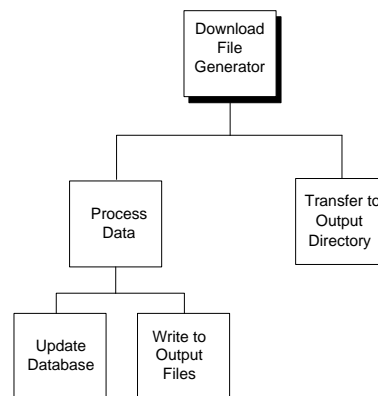 Download
File
Generator
Process
Data
Transfer to
Output
Directory
Update
Database
Write to
Output
Files